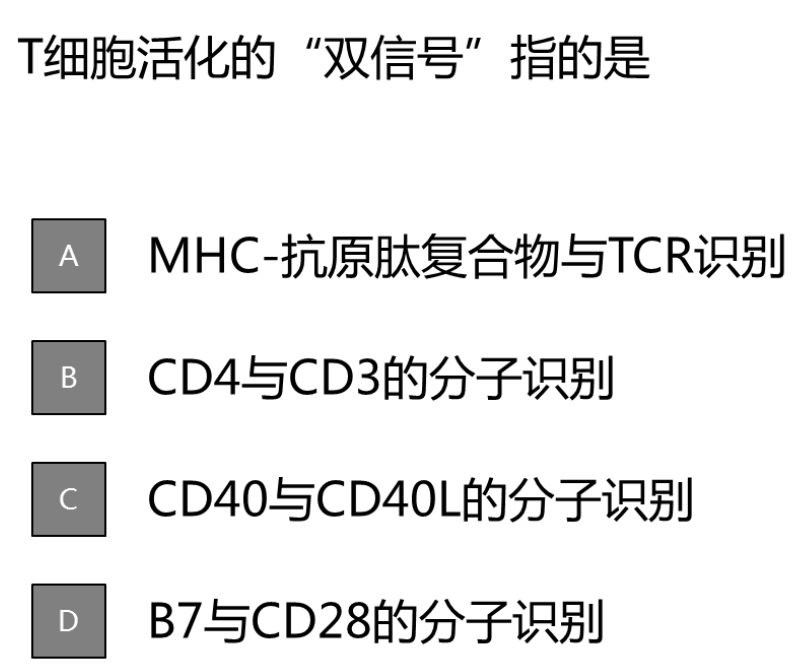 T细胞活化的“双信号”指的是
A MHC-抗原肽复合物与TCR识别
B CD4与CD3的分子识别
C CD40与CD40L的分子识别
D B7与CD28的分子识别